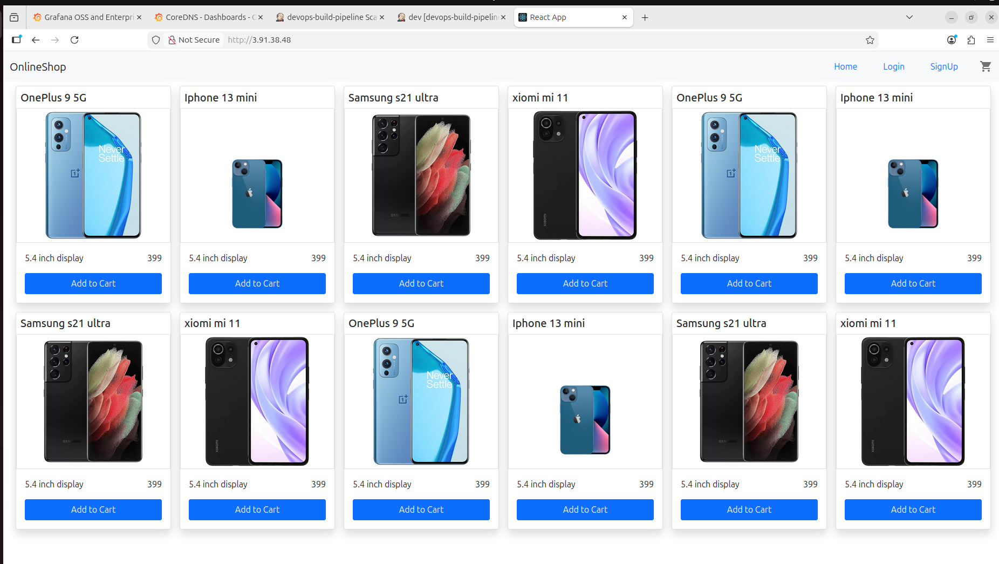 Grafana OSS and Enterpri
CoreDNS - Dashboards - G
devops-build-pipeline Sca
dev [devops-build-pipelin
React App
Not Secure
http://3.91.38.48
OnlineShop
Home
Login
SignUp
OnePlus 9 5G
Iphone 13 mini
Samsung s21 ultra
xiomi mi 11
OnePlus 9 5G
Iphone 13 mini
Never
Settle
SAMSUNG
XIAOMI
Never
Settle
5.4 inch display 399
5.4 inch display 399
5.4 inch display 399
5.4 inch display 399
5.4 inch display 399
5.4 inch display 399
Add to Cart
Add to Cart
Add to Cart
Add to Cart
Add to Cart
Add to Cart
Samsung s21 ultra
xiomi mi 11
OnePlus 9 5G
Iphone 13 mini
Samsung s21 ultra
xiomi mi 11
SAMSUNG
XIAOMI
Never
Settle
SAMSUNG
XIAOMI
5.4 inch display 399
5.4 inch display 399
5.4 inch display 399
5.4 inch display 399
5.4 inch display 399
5.4 inch display 399
Add to Cart
Add to Cart
Add to Cart
Add to Cart
Add to Cart
Add to Cart